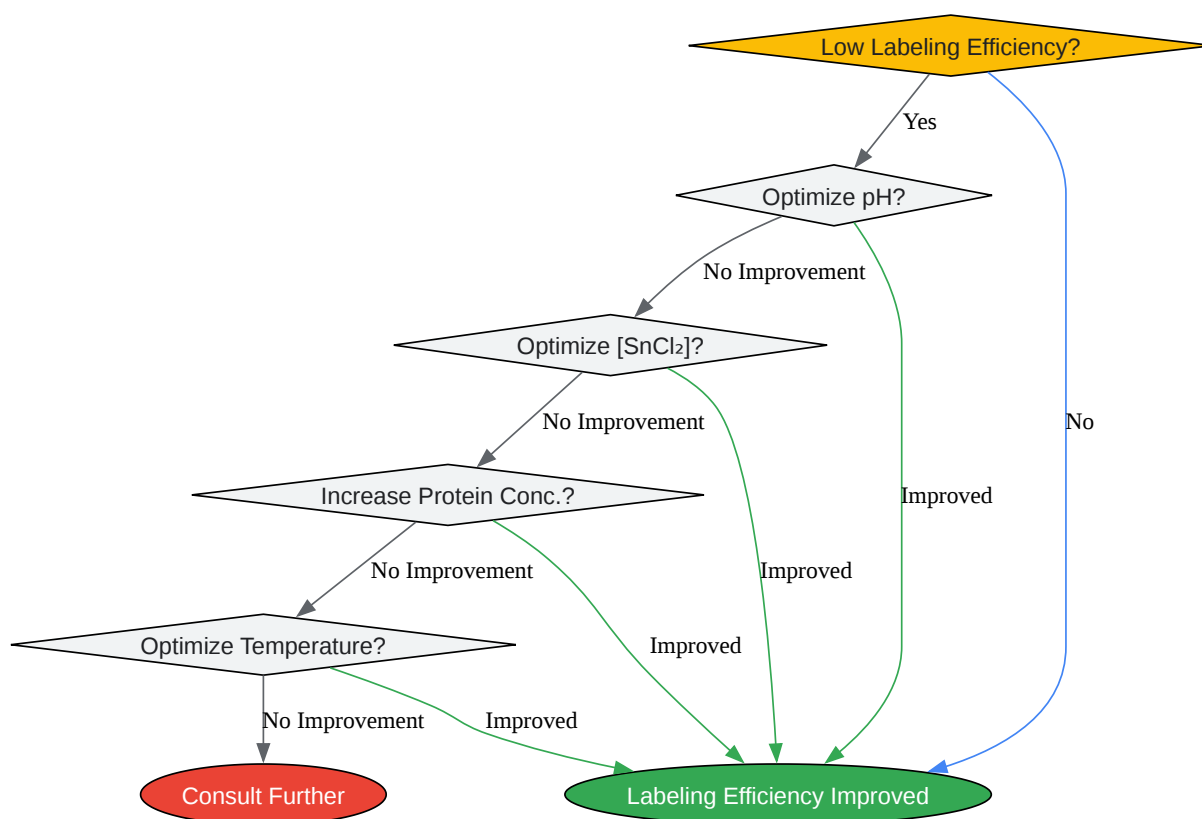 Low Labeling Efficiency?
Yes
Optimize pH?
No Improvement
Optimize [SnCl₂]?
No Improvement
No
Increase Protein Conc.?
Improved
No Improvement
Improved
Optimize Temperature?
Improved
No Improvement
Improved
Consult Further
Labeling Efficiency Improved